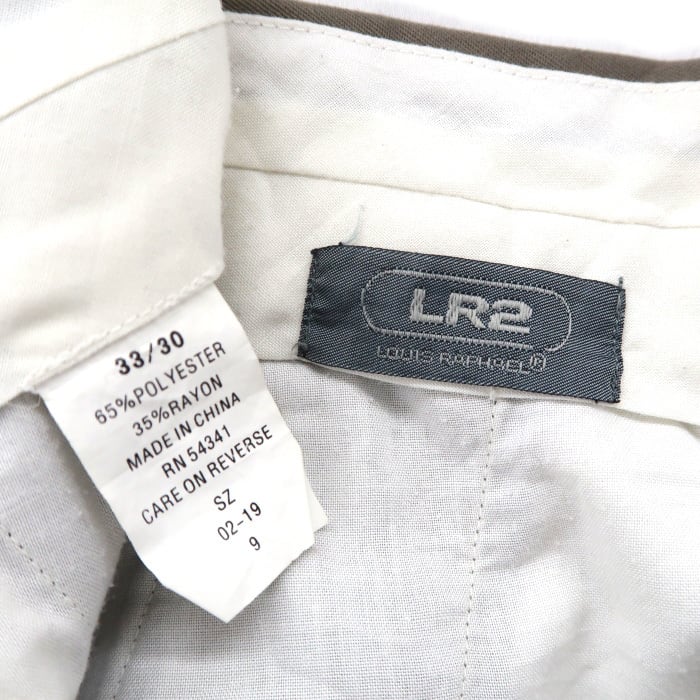 33/30
65%POLYESTER
35%RAYON
MADE IN CHINA
RN 54341
CARE ON REVERSE
SZ
02-19
9
LR2
LOUIS RAPHAEL®